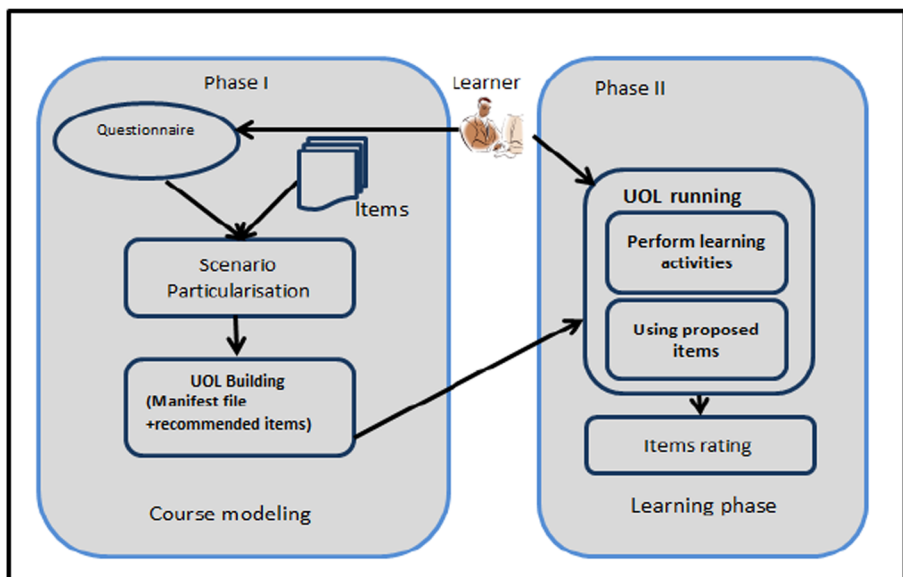 Phase I
Questionnaire
Items
Scenario
Particularisation
UOL Building
(Manifest file
+recommended items)
Course modeling
Learner
Phase II
UOL running
Perform learning
activities
Using proposed
items
Items rating
Learning phase